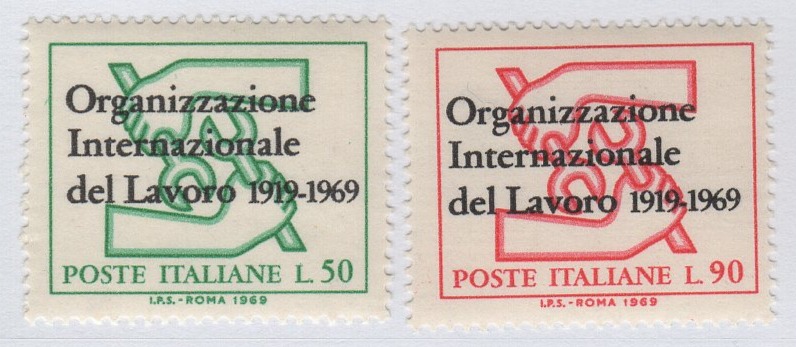 Organizzazione
Internazionale
del Lavoro 1919-1969
POSTE ITALIANE L. 50
I.P.S.-ROMA 1969
Organizzazione
Internazionale
del Lavoro 1919-1969
POSTE ITALIANE L. 90
I.P.S.-ROMA 1969